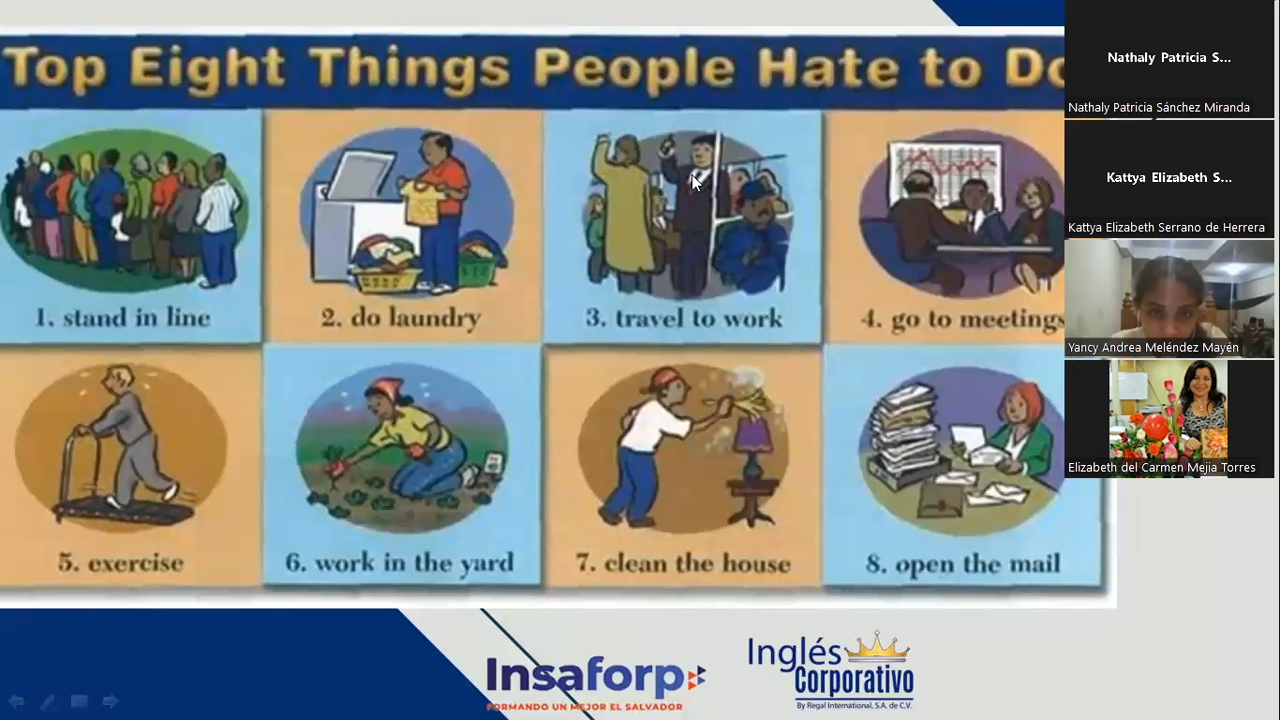 Top Eight Things People Hate to Do
1. stand in line
2. do laundry
3. travel to work
4. go to meetings
5. exercise
6. work in the yard
7. clean the house
8. open the mail
Insaforp
FORMANDO UN MEJOR EL SALVADOR
Inglés
Corporativo
By Regal International, S.A. de C.V.
Nathaly Patricia S...
Nathaly Patricia Sánchez Miranda
Kattya Elizabeth S...
Kattya Elizabeth Serrano de Herrera
Yancy Andrea Meléndez Mayén
Elizabeth del Carmen Mejia Torres